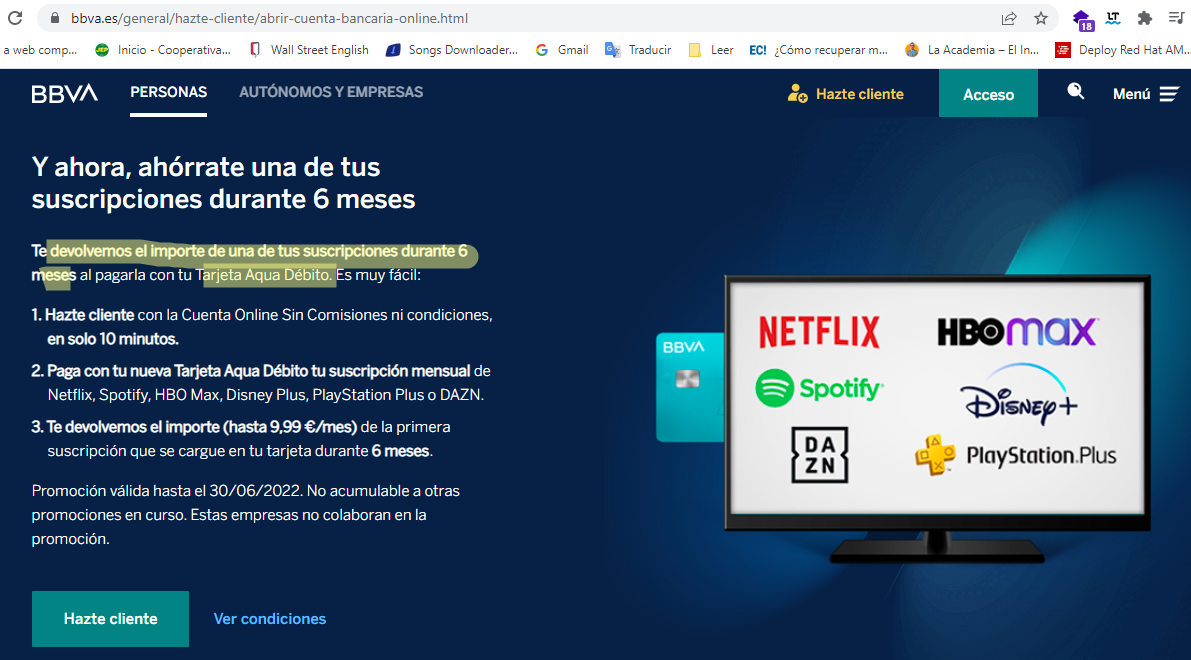 bbva.es/general/hazte-cliente/abrir-cuenta-bancaria-online.html
18
LT
a web comp...
JEP
Inicio - Cooperativa...
Wall Street English
Songs Downloader...
G
Gmail
Traducir
Leer
EC!
¿Cómo recuperar m...
La Academia – El In...
Deploy Red Hat AM...
BBVA
PERSONAS
AUTÓNOMOS Y EMPRESAS
Hazte cliente
Acceso
Menú
Y ahora, ahórrate una de tus
suscripciones durante 6 meses
Te devolvemos el importe de una de tus suscripciones durante 6
meses al pagarla con tu Tarjeta Aqua Débito. Es muy fácil:
1. Hazte cliente con la Cuenta Online Sin Comisiones ni condiciones,
en solo 10 minutos.
2. Paga con tu nueva Tarjeta Aqua Débito tu suscripción mensual de
Netflix, Spotify, HBO Max, Disney Plus, PlayStation Plus o DAZN.
3. Te devolvemos el importe (hasta 9,99 €/mes) de la primera
suscripción que se cargue en tu tarjeta durante 6 meses.
Promoción válida hasta el 30/06/2022. No acumulable a otras
promociones en curso. Estas empresas no colaboran en la
promoción.
Hazte cliente
Ver condiciones
BBVA
NETFLIX
HBOmax
Spotify
Disney+
DA
ZN
PlayStation.Plus